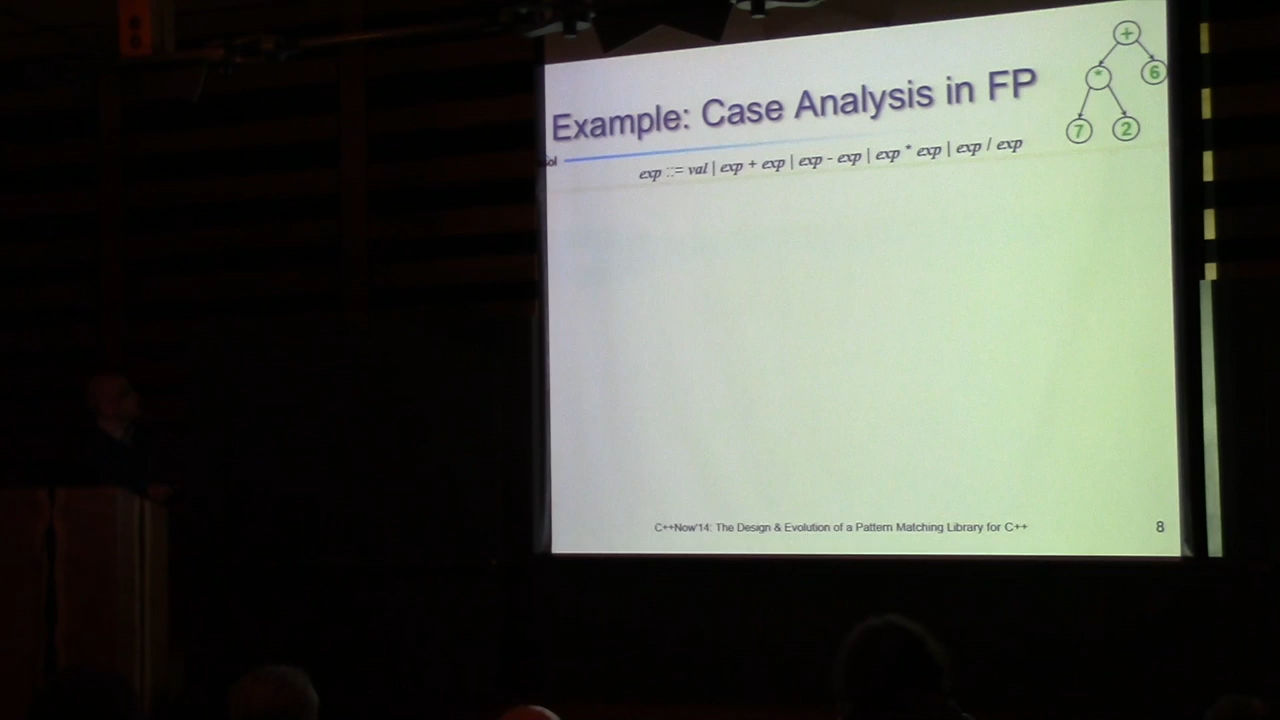 +
* 6
7 2
Example: Case Analysis in FP
exp ::= val | exp + exp | exp - exp | exp * exp | exp / exp
C++Now'14: The Design & Evolution of a Pattern Matching Library for C++
8